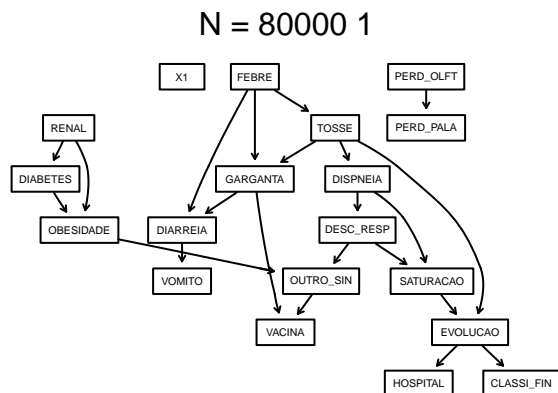 N = 80000 1
X1 FEBRE PERD_OLFT
RENAL TOSSE PERD_PALA
DIABETES GARGANTA DISPNEIA
OBESIDADE DIARREIA DESC_RESP
VOMITO OUTRO_SIN SATURACAO
VACINA EVOLUCAO
HOSPITAL CLASSI_FIN